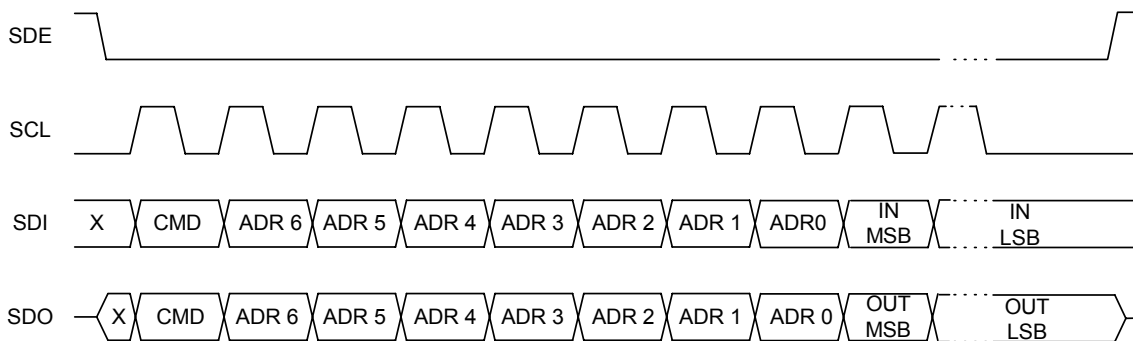 SDE
SCL
SDI X CMD ADR 6 ADR 5 ADR 4 ADR 3 ADR 2 ADR 1 ADR0 IN MSB IN LSB
SDO X CMD ADR 6 ADR 5 ADR 4 ADR 3 ADR 2 ADR 1 ADR 0 OUT MSB OUT LSB